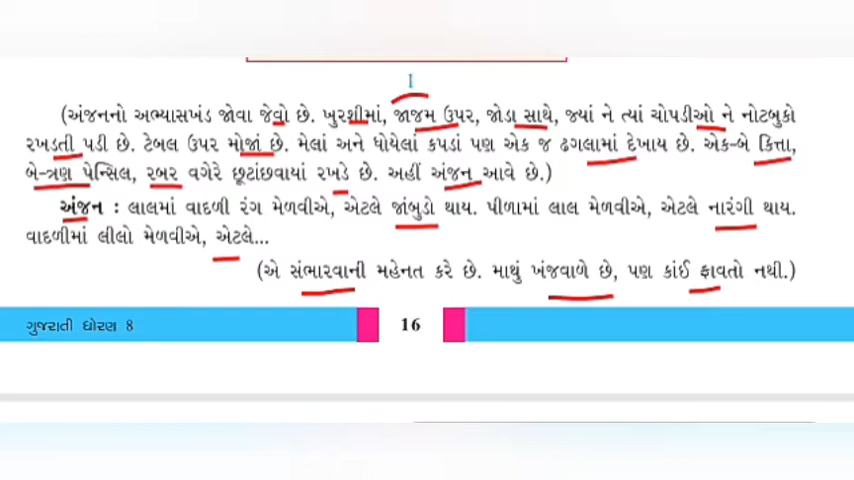 1
(અંજનનો અભ્યાસખંડ જોવા જેવો છે. ખુરશીમાં, જાજમ ઉપર, જોડા સાથે, જ્યાં ને ત્યાં ચોપડીઓ ને નોટબુકો
રખડતી પડી છે. ટેબલ ઉપર મોજાં છે. મેલાં અને ધોયેલાં કપડાં પણ એક જ ઢગલામાં દેખાય છે. એક-બે કિત્તા,
બે-ત્રણ પેન્સિલ, રબર વગેરે છૂટાંછવાયાં રખડે છે. અહીં અંજન આવે છે.)
અંજન : લાલમાં વાદળી રંગ મેળવીએ, એટલે જાંબુડો થાય. પીળામાં લાલ મેળવીએ, એટલે નારંગી થાય.
વાદળીમાં લીલો મેળવીએ, એટલે...
(એ સંભારવાની મહેનત કરે છે. માથું ખંજવાળે છે, પણ કાંઈ ફાવતો નથી.)
ગુજરાતી ધોરણ 8
16